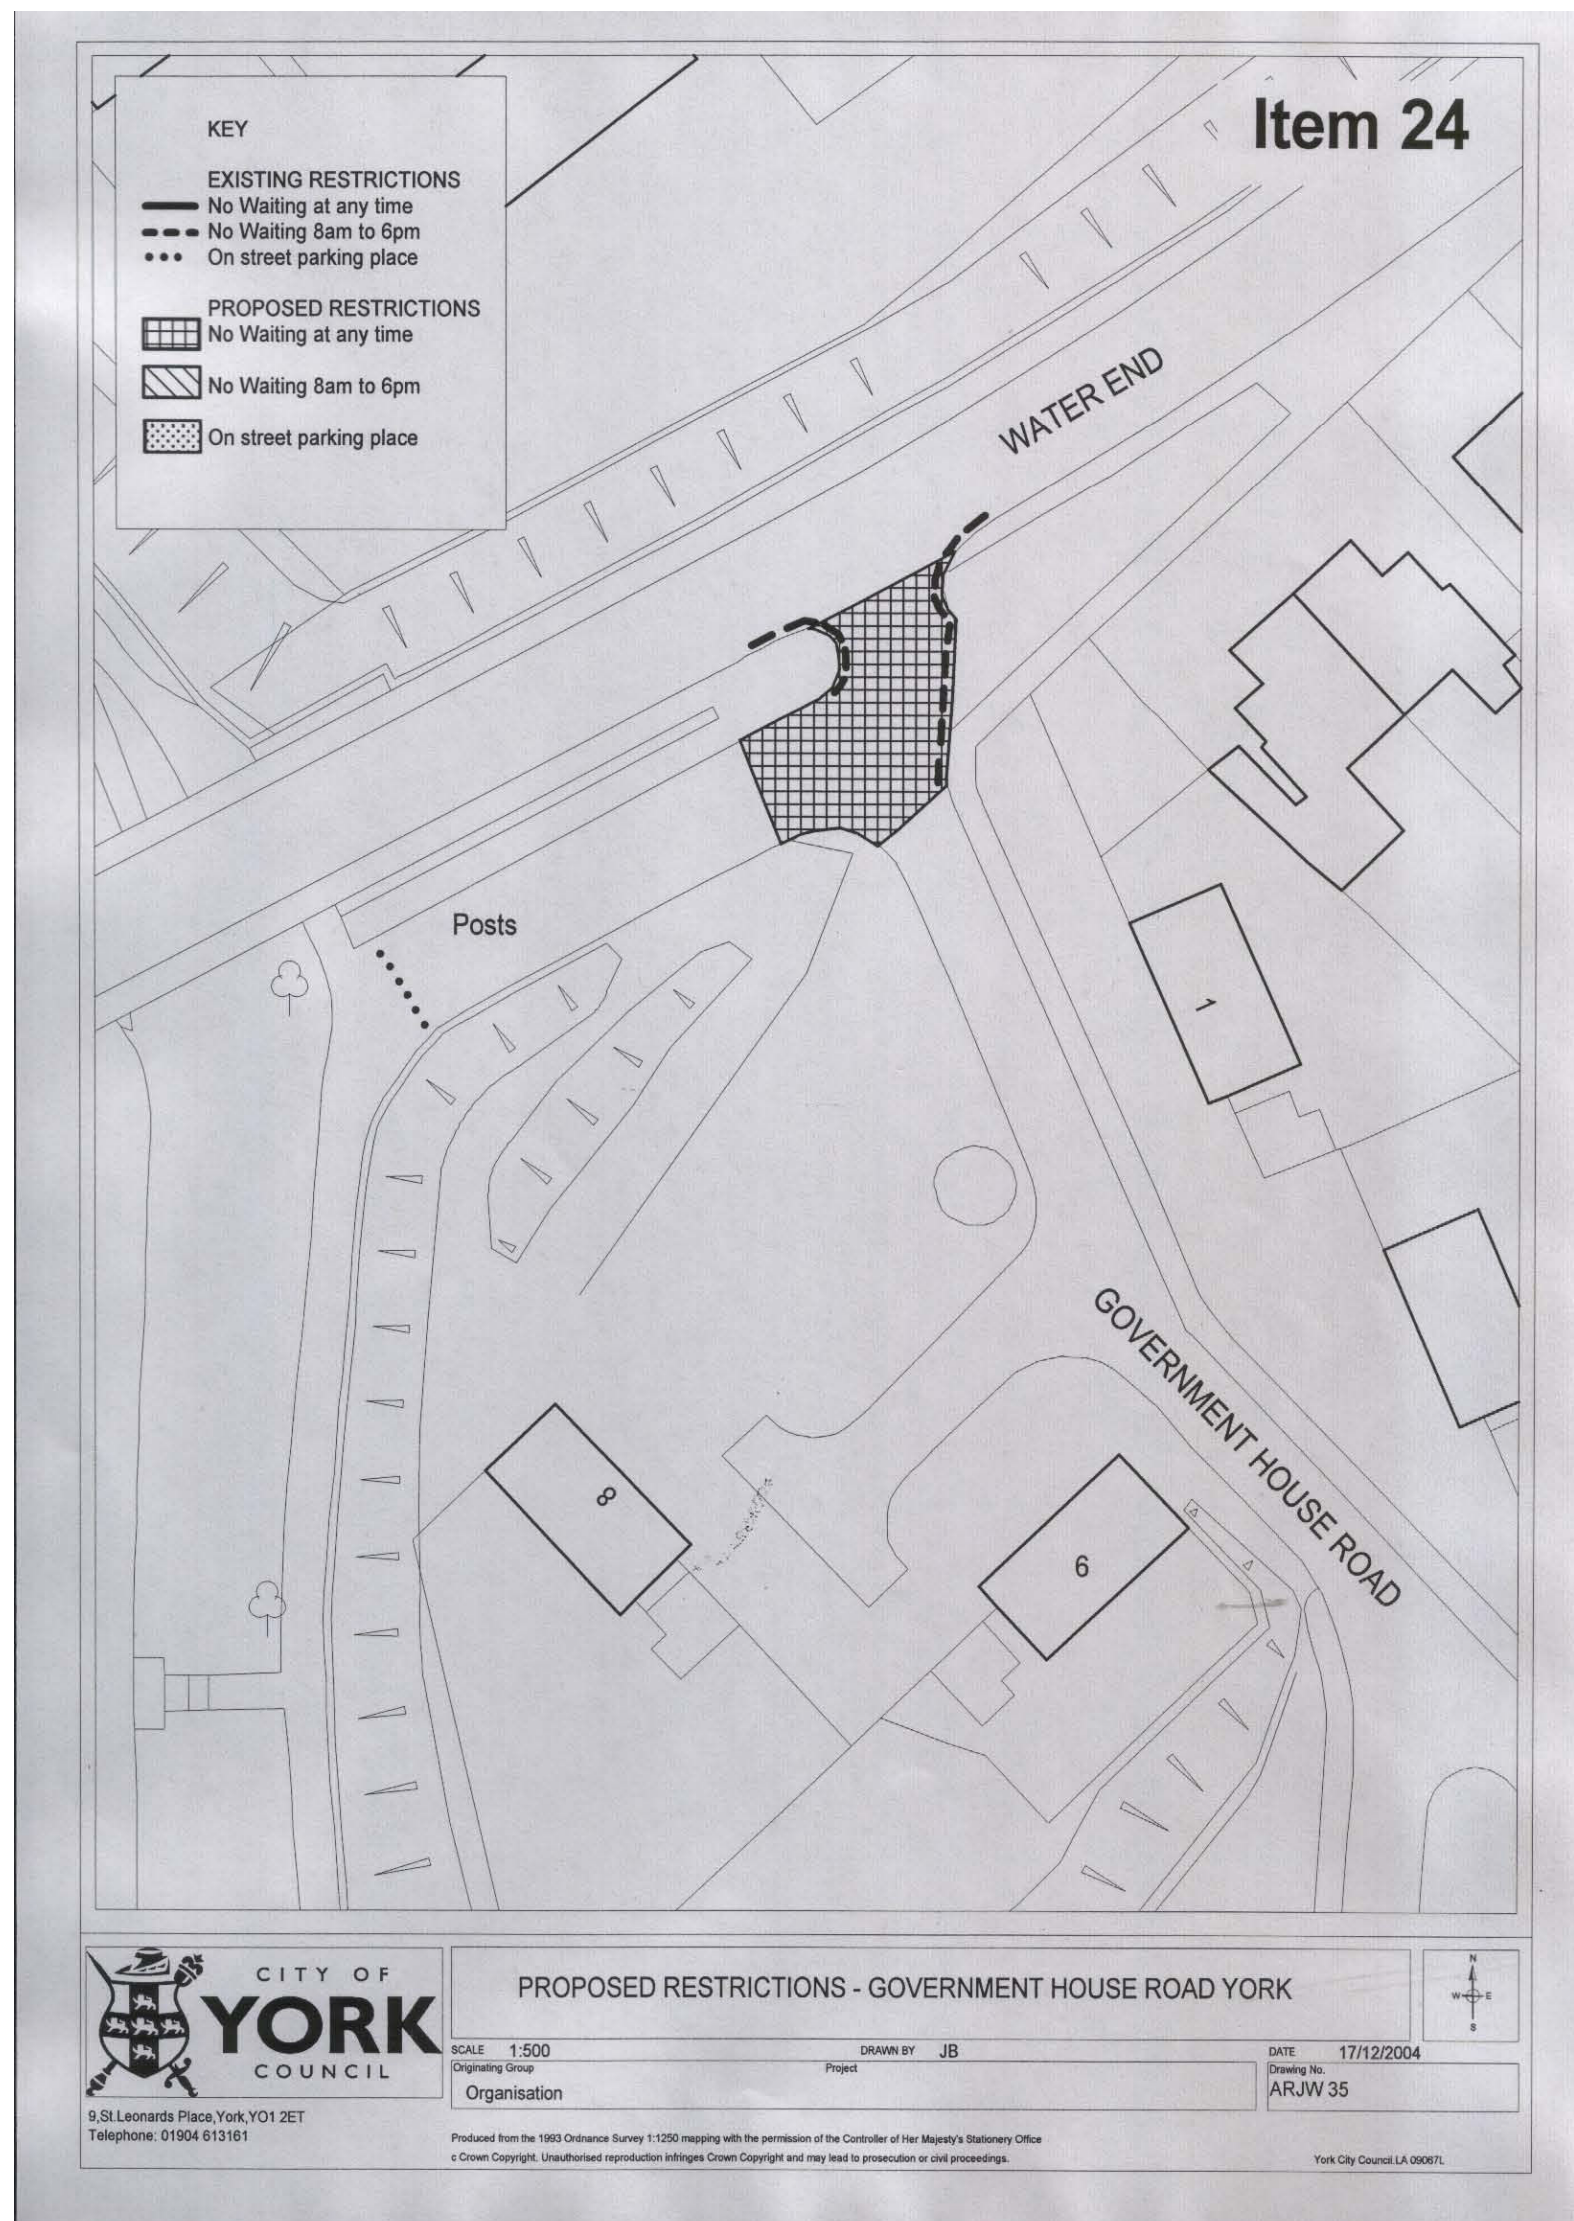 Item 24
KEY
EXISTING RESTRICTIONS
No Waiting at any time
No Waiting 8am to 6pm
On street parking place
PROPOSED RESTRICTIONS
No Waiting at any time
No Waiting 8am to 6pm
On street parking place
WATER END
Posts
1
GOVERNMENT HOUSE ROAD
8
6
CITY OF
YORK
COUNCIL
9,St.Leonards Place,York,YO1 2ET
Telephone: 01904 613161
PROPOSED RESTRICTIONS - GOVERNMENT HOUSE ROAD YORK
N
W E
S
SCALE 1:500
DRAWN BY JB
DATE 17/12/2004
Originating Group
Organisation
Project
Drawing No.
ARJW 35
Produced from the 1993 Ordnance Survey 1:1250 mapping with the permission of the Controller of Her Majesty's Stationery Office
c Crown Copyright. Unauthorised reproduction infringes Crown Copyright and may lead to prosecution or civil proceedings.
York City Council.LA 09067L